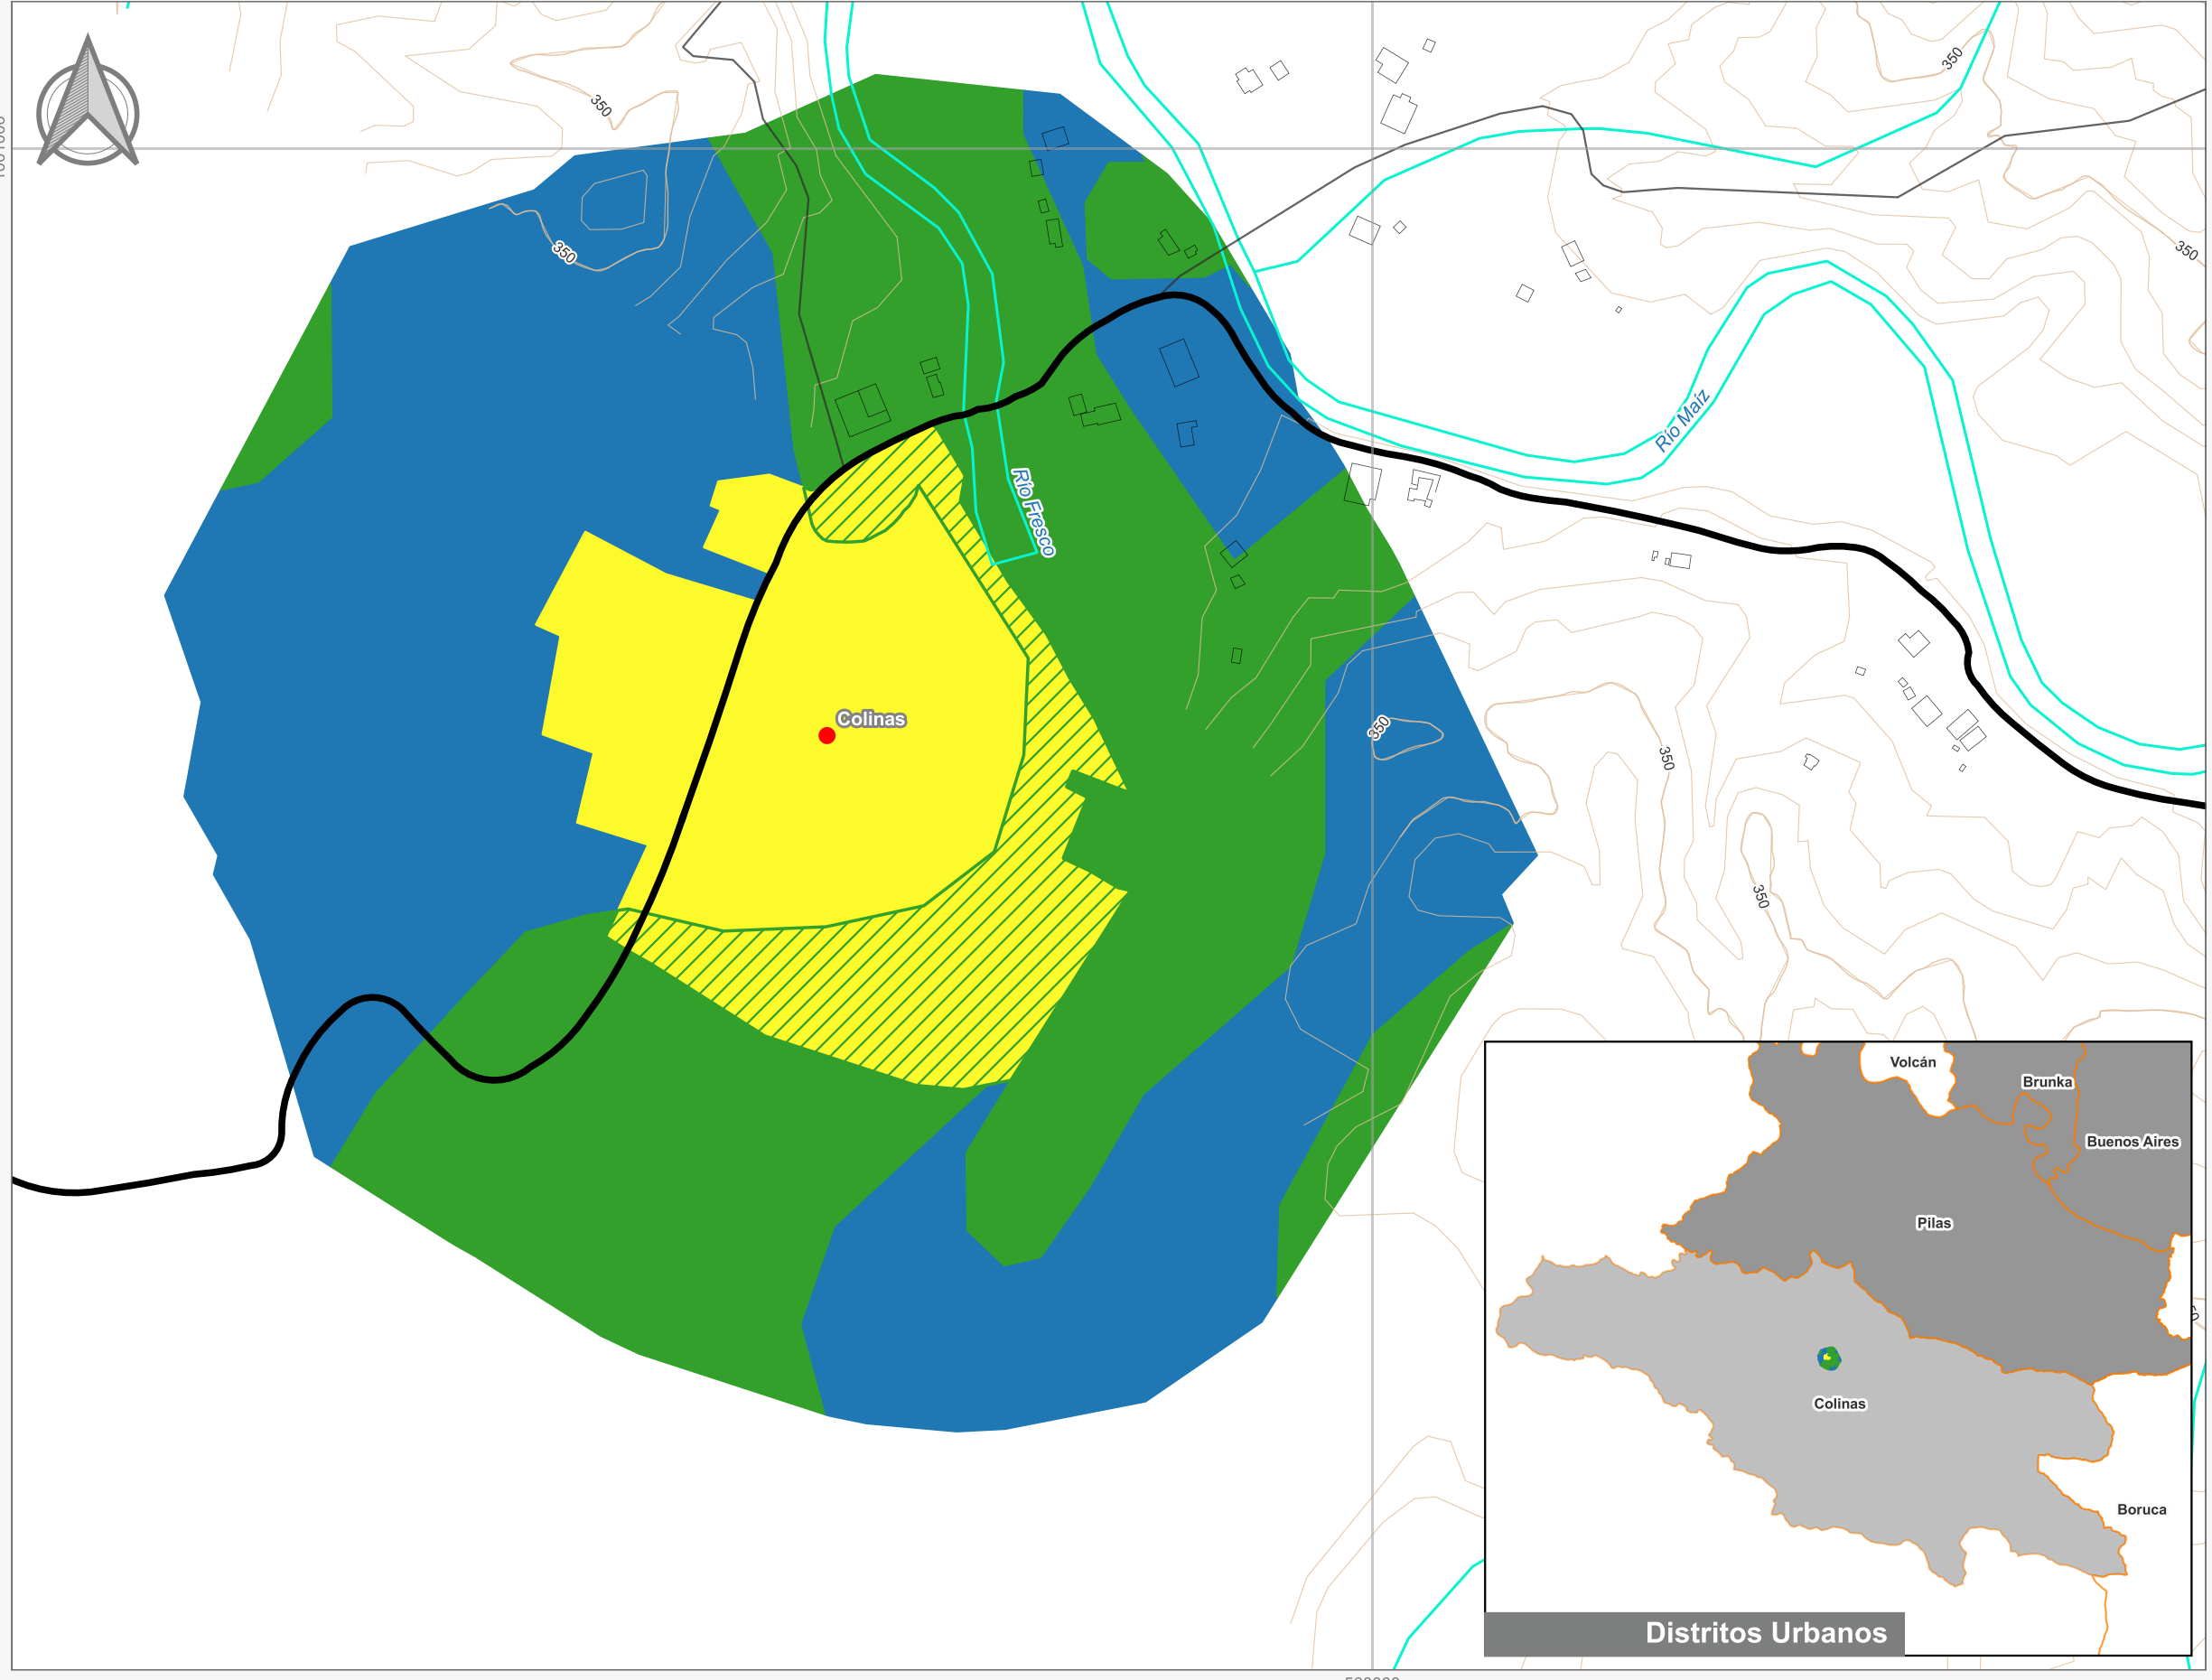 350
350
350
350
Río Maíz
Río Fresco
Colinas
350
350
350
Volcán
Brunka
Buenos Aires
Pilas
Colinas
Boruca
Distritos Urbanos